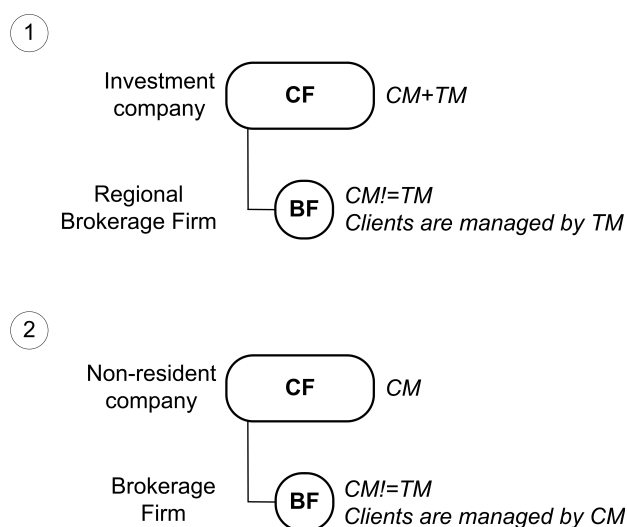 1
Investment
company
CF
CM+TM
Regional
Brokerage Firm
BF
CM!=TM
Clients are managed by TM
2
Non-resident
company
CF
CM
Brokerage
Firm
BF
CM!=TM
Clients are managed by CM